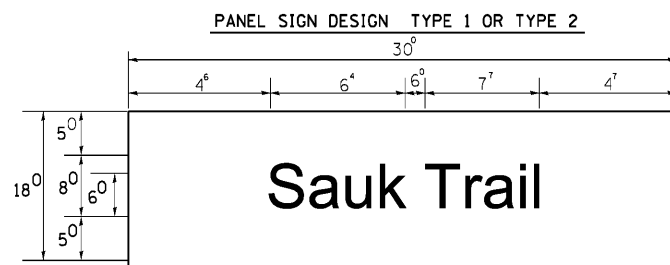 PANEL SIGN DESIGN TYPE 1 OR TYPE 2
30⁰
4⁶ 6⁴ 6⁰ 7⁷ 4⁷
5⁰
18⁰ 8⁰ 6⁰
Sauk Trail
5⁰